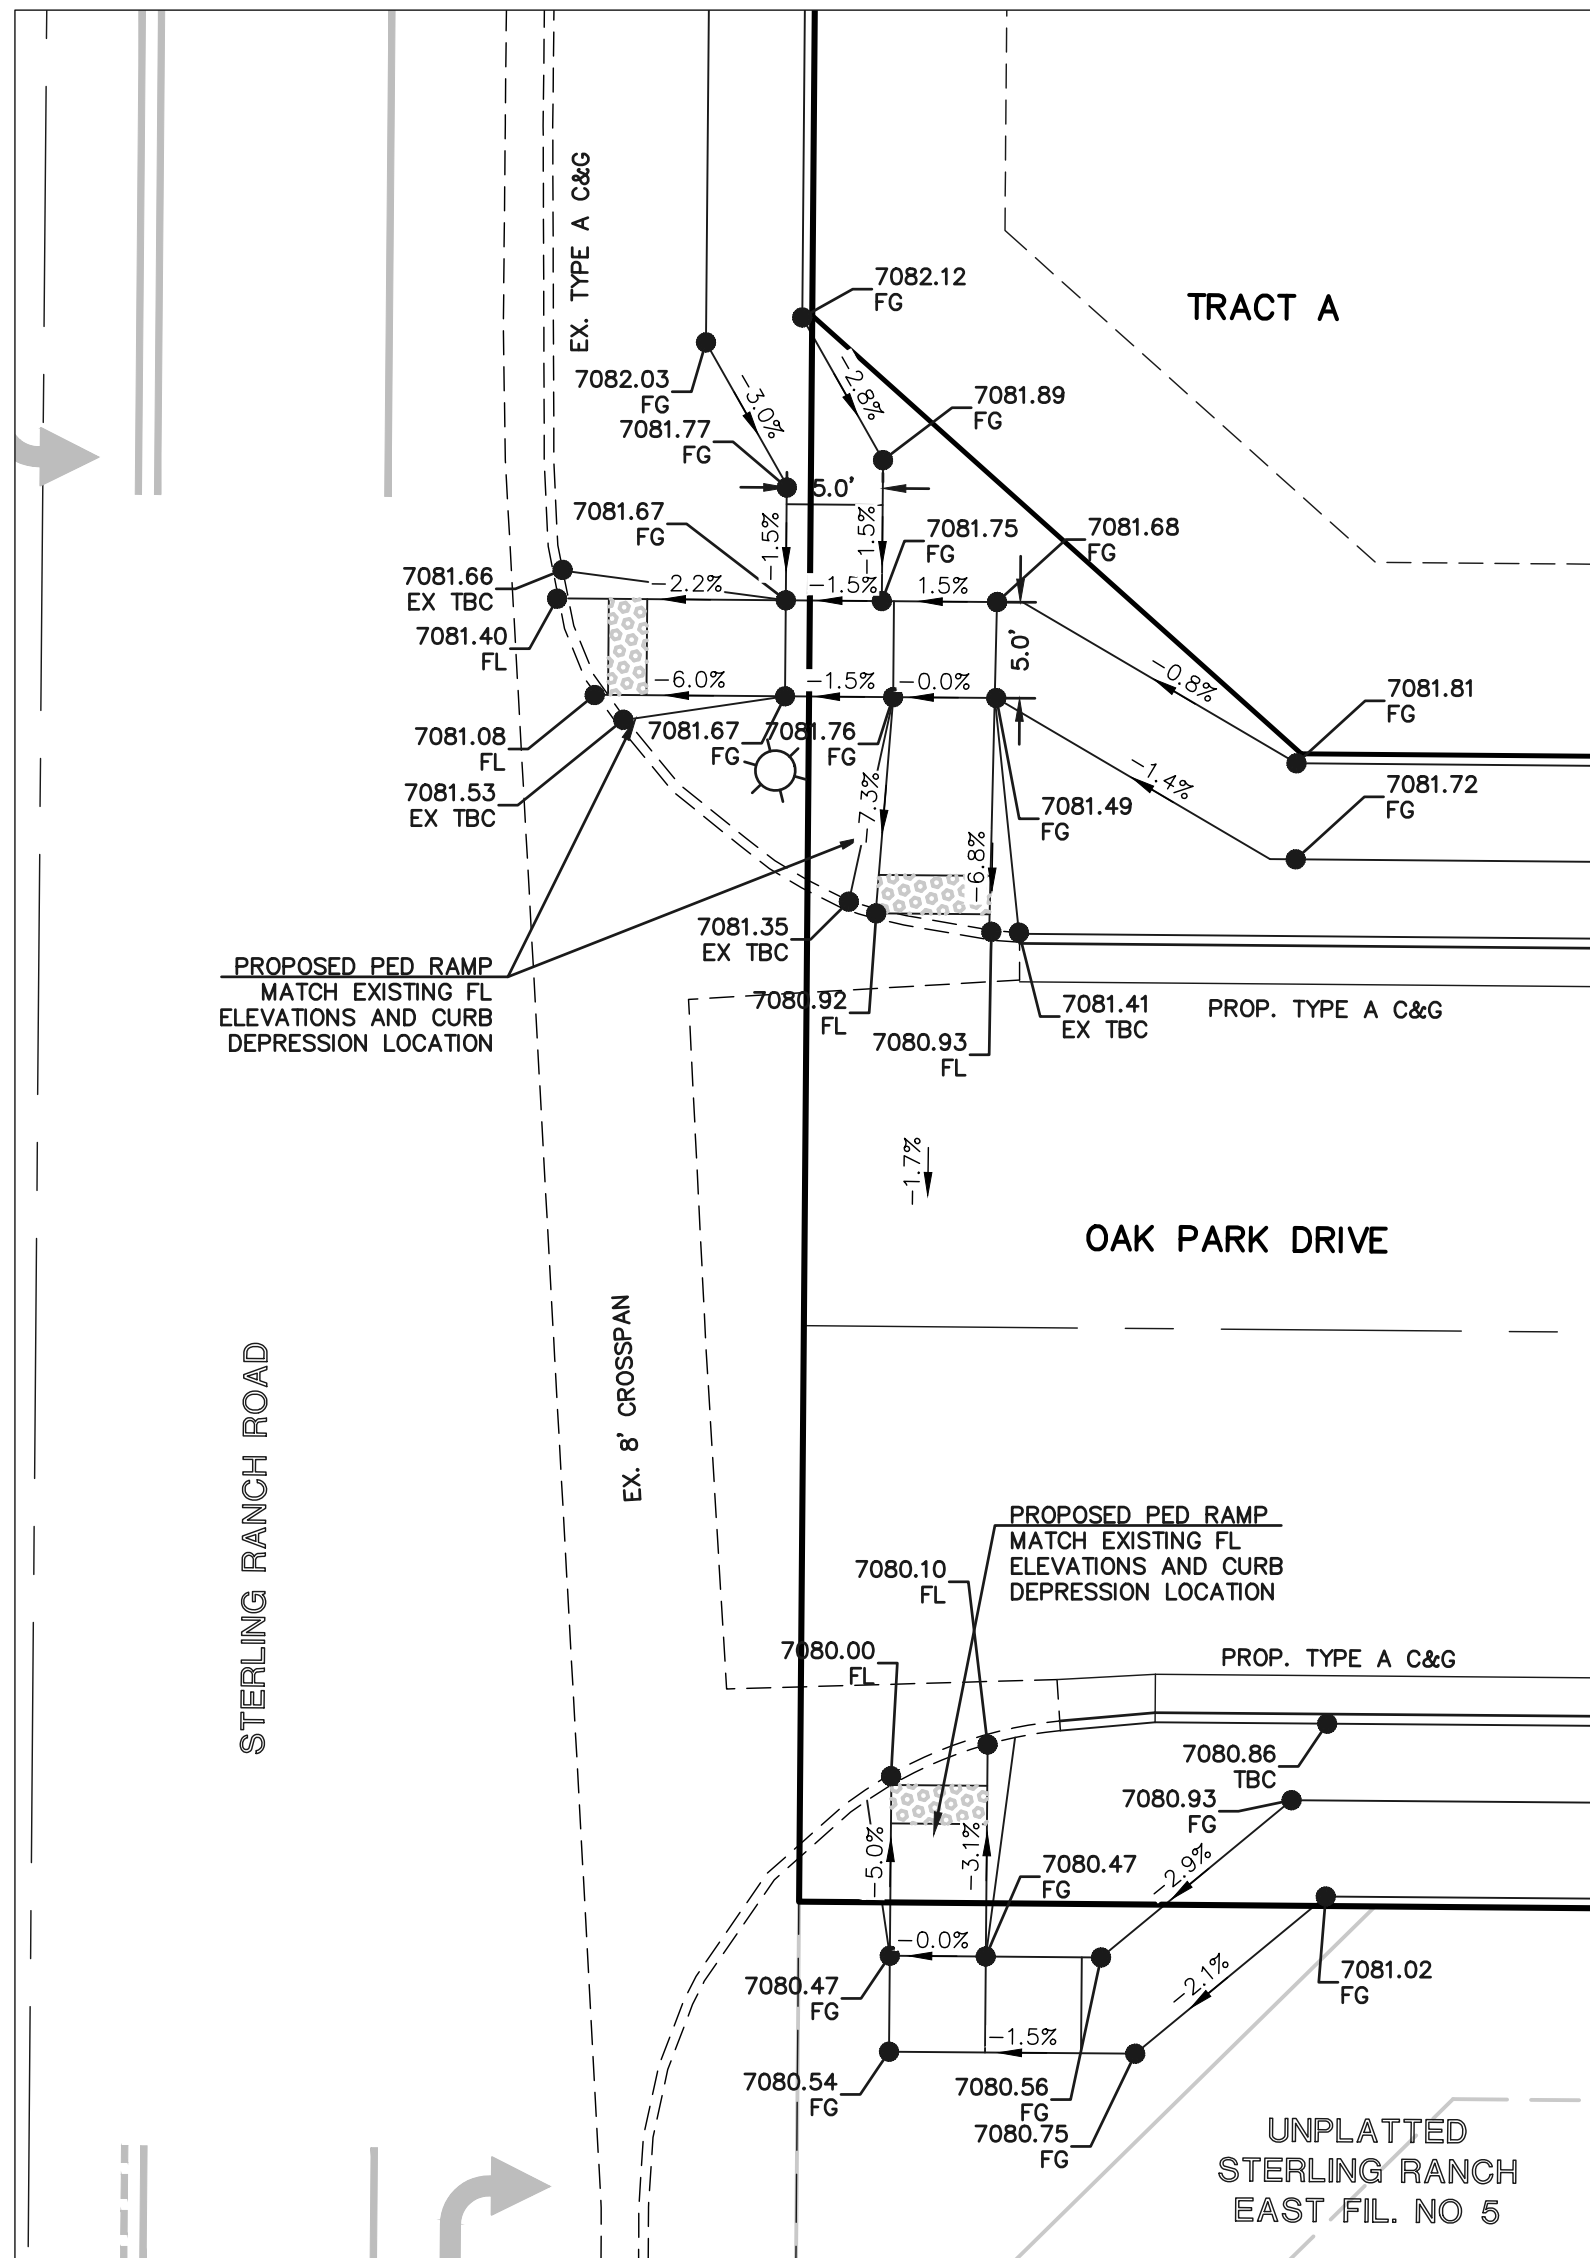 EX. TYPE A C&G
7082.12
FG
TRACT A
7082.03
FG
-3.0%
-2.8%
7081.89
FG
7081.77
FG
5.0'
7081.67
FG
-1.5%
-1.5%
7081.75
FG
7081.68
FG
7081.66
EX TBC
-2.2%
-1.5%
1.5%
7081.40
FL
5.0'
-6.0%
-1.5%
-0.0%
-0.8%
7081.81
FG
7081.08
FL
7081.67
FG
7081.76
FG
7081.53
EX TBC
7.3%
-1.4%
7081.72
FG
7081.49
FG
-6.8%
7081.35
EX TBC
PROPOSED PED RAMP
MATCH EXISTING FL
ELEVATIONS AND CURB
DEPRESSION LOCATION
7080.92
FL
7080.93
FL
7081.41
EX TBC
PROP. TYPE A C&G
-1.7%
OAK PARK DRIVE
EX. 8' CROSSPAN
STERLING RANCH ROAD
PROPOSED PED RAMP
MATCH EXISTING FL
ELEVATIONS AND CURB
DEPRESSION LOCATION
7080.10
FL
7080.00
FL
PROP. TYPE A C&G
7080.86
TBC
7080.93
FG
-5.0%
-3.1%
7080.47
FG
-2.9%
-0.0%
7080.47
FG
-2.1%
7081.02
FG
-1.5%
7080.54
FG
7080.56
FG
7080.75
FG
UNPLATTED
STERLING RANCH
EAST FIL. NO 5